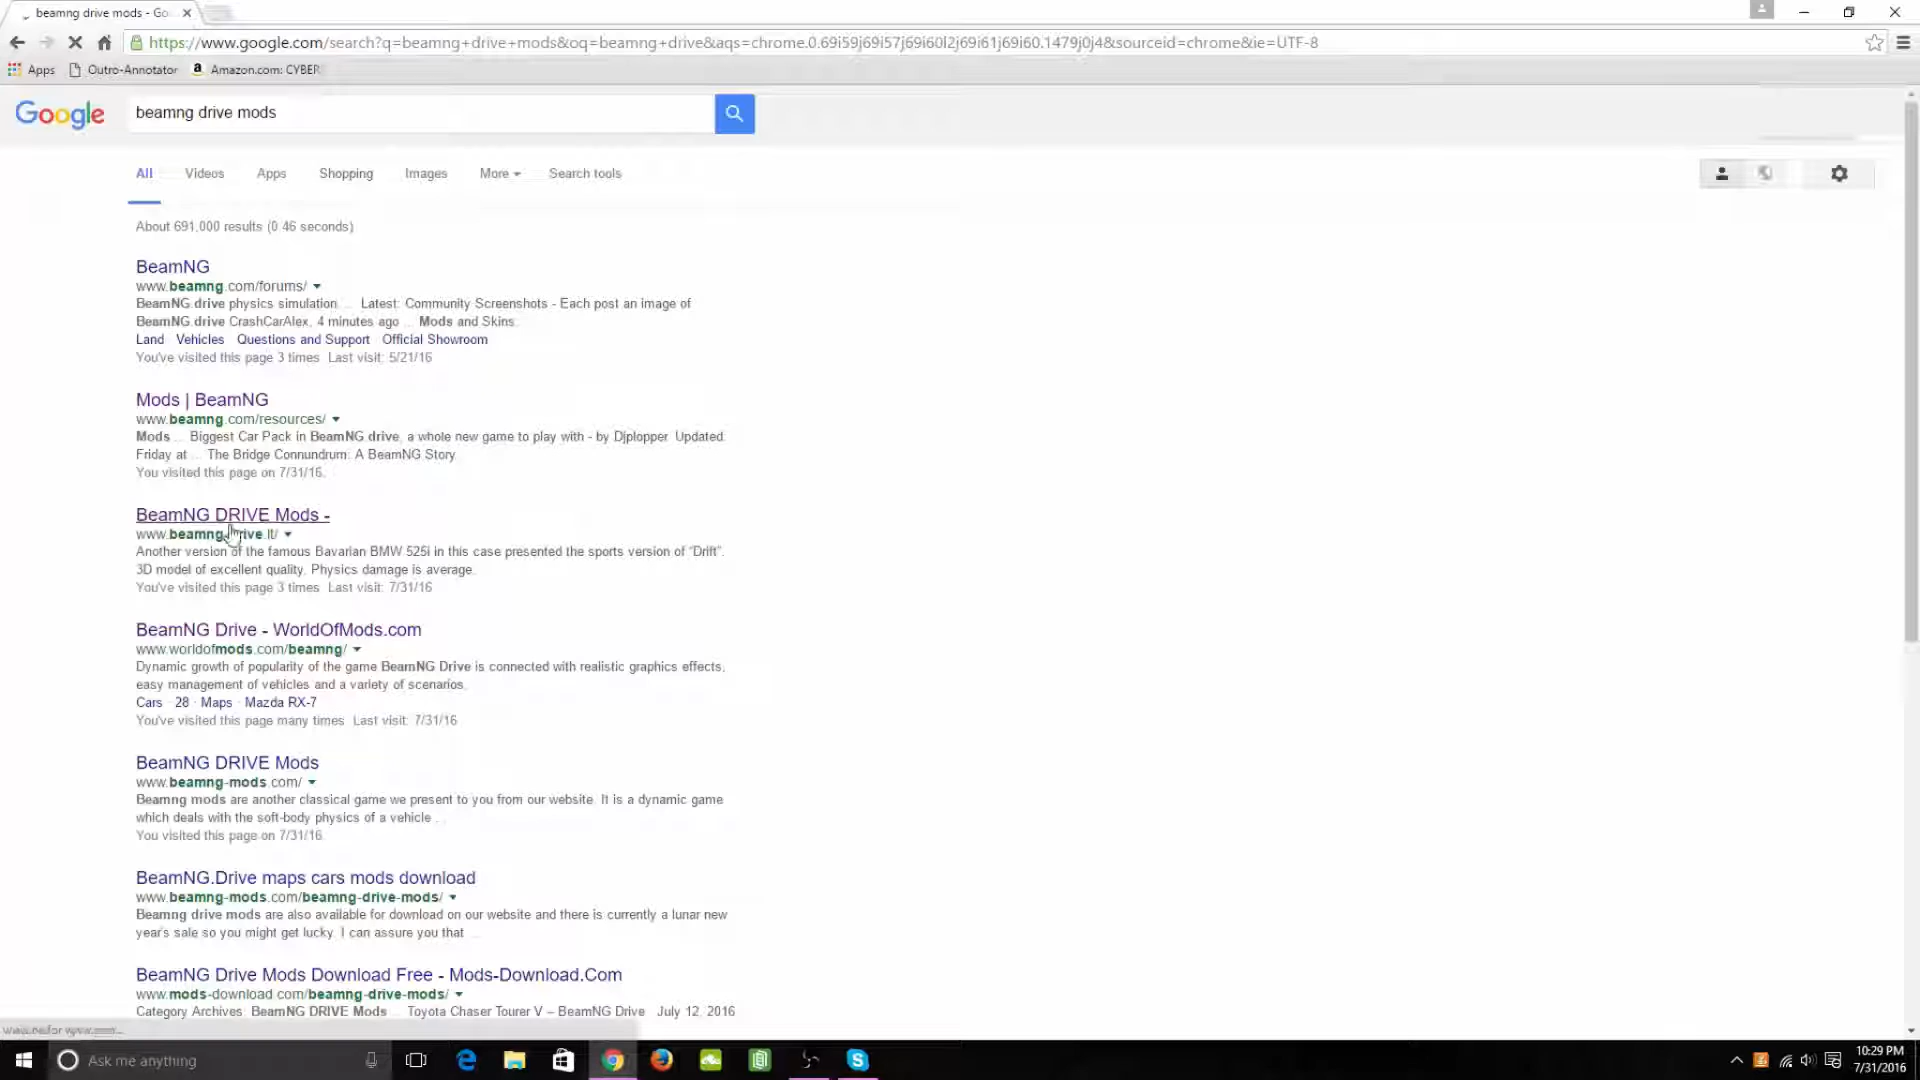 beamng drive mods - Go
https://www.google.com/search?q=beamng+drive+mods&oq=beamng+drive&aqs=chrome.0.69i59j69i57j69i60l2j69i61j69i60.1479j0j4&sourceid=chrome&ie=UTF-8
Apps Outro-Annotator Amazon.com: CYBER
Google beamng drive mods
All Videos Apps Shopping Images More Search tools
About 691,000 results (0.46 seconds)
BeamNG
www.beamng.com/forums/
BeamNG.drive physics simulation ... Latest: Community Screenshots - Each post an image of
BeamNG.drive CrashCarAlex, 4 minutes ago ... Mods and Skins.
Land Vehicles Questions and Support Official Showroom
You've visited this page 3 times. Last visit: 5/21/16
Mods | BeamNG
www.beamng.com/resources/
Mods ... Biggest Car Pack in BeamNG drive, a whole new game to play with - by Djplopper. Updated:
Friday at ... The Bridge Connundrum: A BeamNG Story.
You visited this page on 7/31/16.
BeamNG DRIVE Mods -
www.beamng-drive.lt/
Another version of the famous Bavarian BMW 525i in this case presented the sports version of “Drift”.
3D model of excellent quality. Physics damage is average.
You've visited this page 3 times. Last visit: 7/31/16
BeamNG Drive - WorldOfMods.com
www.worldofmods.com/beamng/
Dynamic growth of popularity of the game BeamNG Drive is connected with realistic graphics effects,
easy management of vehicles and a variety of scenarios.
Cars · 28 · Maps · Mazda RX-7
You've visited this page many times. Last visit: 7/31/16
BeamNG DRIVE Mods
www.beamng-mods.com/
Beamng mods are another classical game we present to you from our website. It is a dynamic game
which deals with the soft-body physics of a vehicle ...
You visited this page on 7/31/16.
BeamNG.Drive maps cars mods download
www.beamng-mods.com/beamng-drive-mods/
Beamng drive mods are also available for download on our website and there is currently a lunar new
year's sale so you might get lucky. I can assure you that ...
BeamNG Drive Mods Download Free - Mods-Download.Com
www.mods-download.com/beamng-drive-mods/
Category Archives: BeamNG DRIVE Mods ... Toyota Chaser Tourer V – BeamNG Drive · July 12, 2016
Ask me anything
10:29 PM
7/31/2016